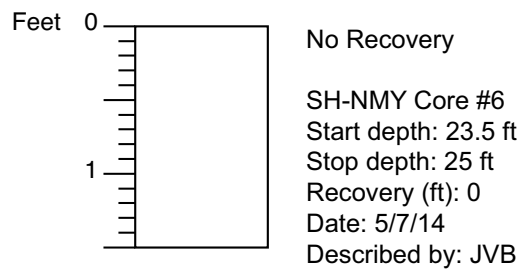 Feet 0
1
No Recovery
SH-NMY Core #6
Start depth: 23.5 ft
Stop depth: 25 ft
Recovery (ft): 0
Date: 5/7/14
Described by: JVB